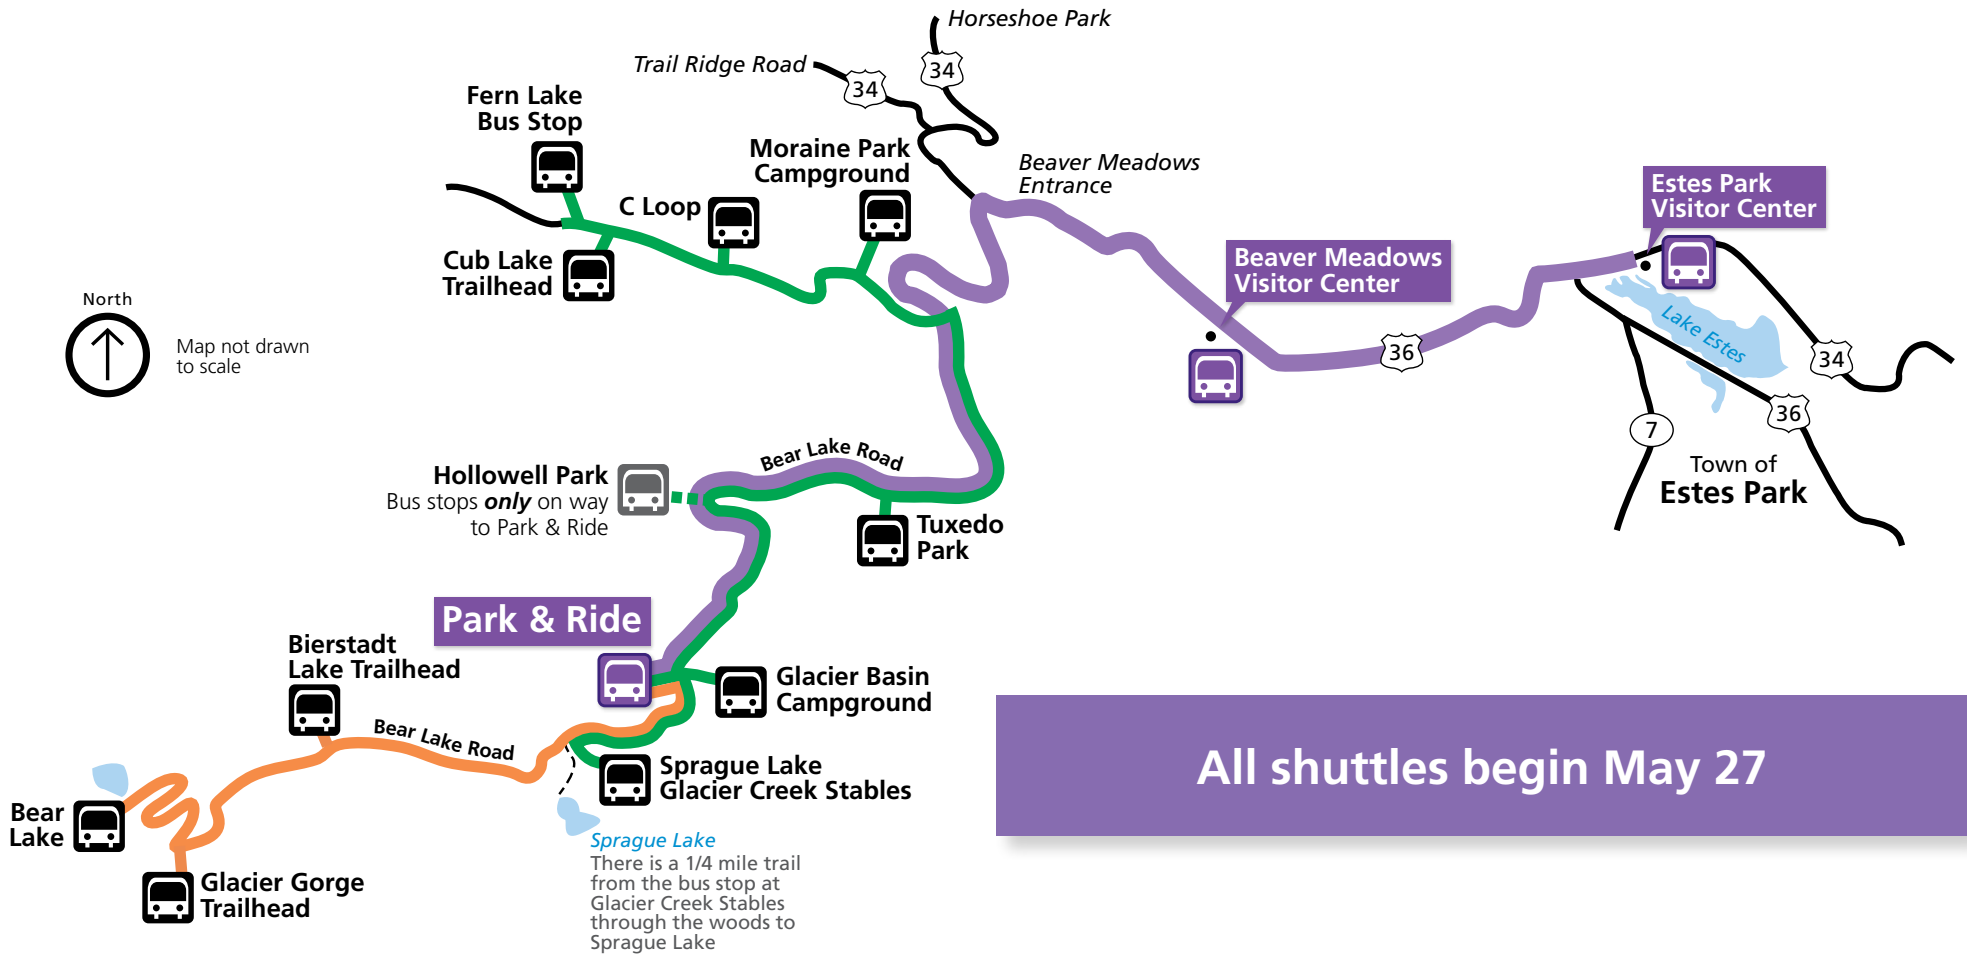 Horseshoe Park
34
Trail Ridge Road
34
Fern Lake
Bus Stop
Moraine Park
Campground
Beaver Meadows
Entrance
C Loop
Estes Park
Visitor Center
Cub Lake
Trailhead
Beaver Meadows
Visitor Center
North
Map not drawn
to scale
Lake Estes
36
34
36
7
Town of
Estes Park
Bear Lake Road
Hollowell Park
Bus stops only on way
to Park & Ride
Tuxedo
Park
Park & Ride
Bierstadt
Lake Trailhead
Glacier Basin
Campground
Bear Lake Road
Sprague Lake
Glacier Creek Stables
All shuttles begin May 27
Bear
Lake
Sprague Lake
There is a 1/4 mile trail
from the bus stop at
Glacier Creek Stables
through the woods to
Sprague Lake
Glacier Gorge
Trailhead